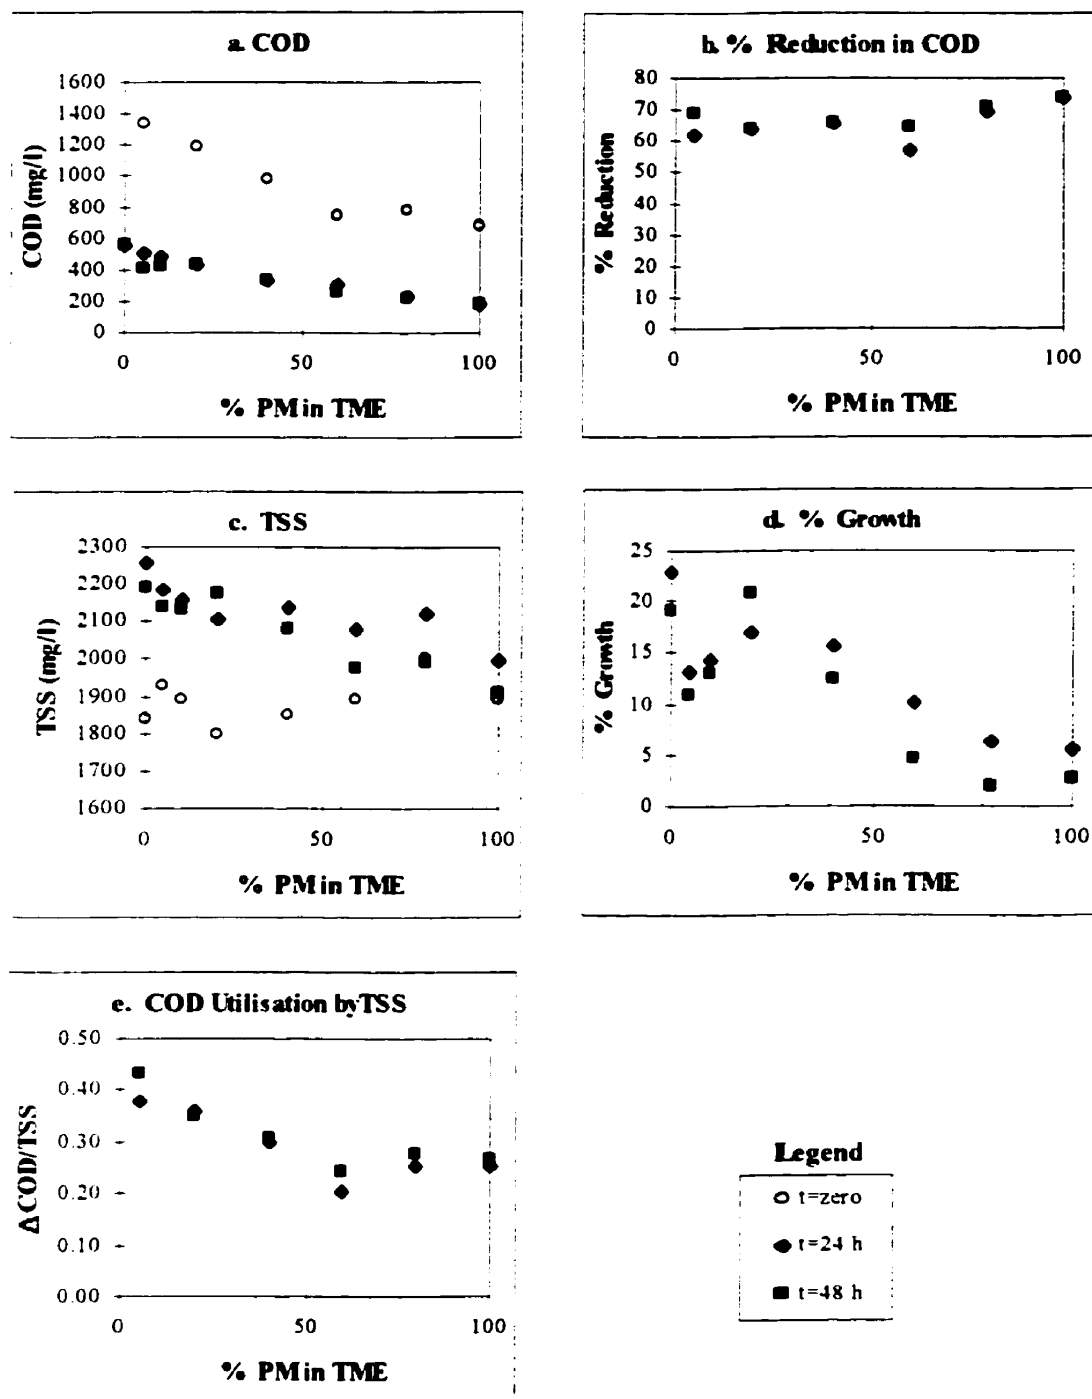 a. COD
1600
1400
1200
1000
800
600
400
200
0
COD (mg/l)
0 50 100
% PM in TME
b. % Reduction in COD
80
70
60
50
40
30
20
10
0
% Reduction
0 50 100
% PM in TME
c. TSS
2300
2200
2100
2000
1900
1800
1700
1600
TSS (mg/l)
0 50 100
% PM in TME
d. % Growth
25
20
15
10
5
0
% Growth
0 50 100
% PM in TME
e. COD Utilisation by TSS
0.50
0.40
0.30
0.20
0.10
0.00
ΔCOD/TSS
0 50 100
% PM in TME
Legend
t=zero
t=24 h
t=48 h